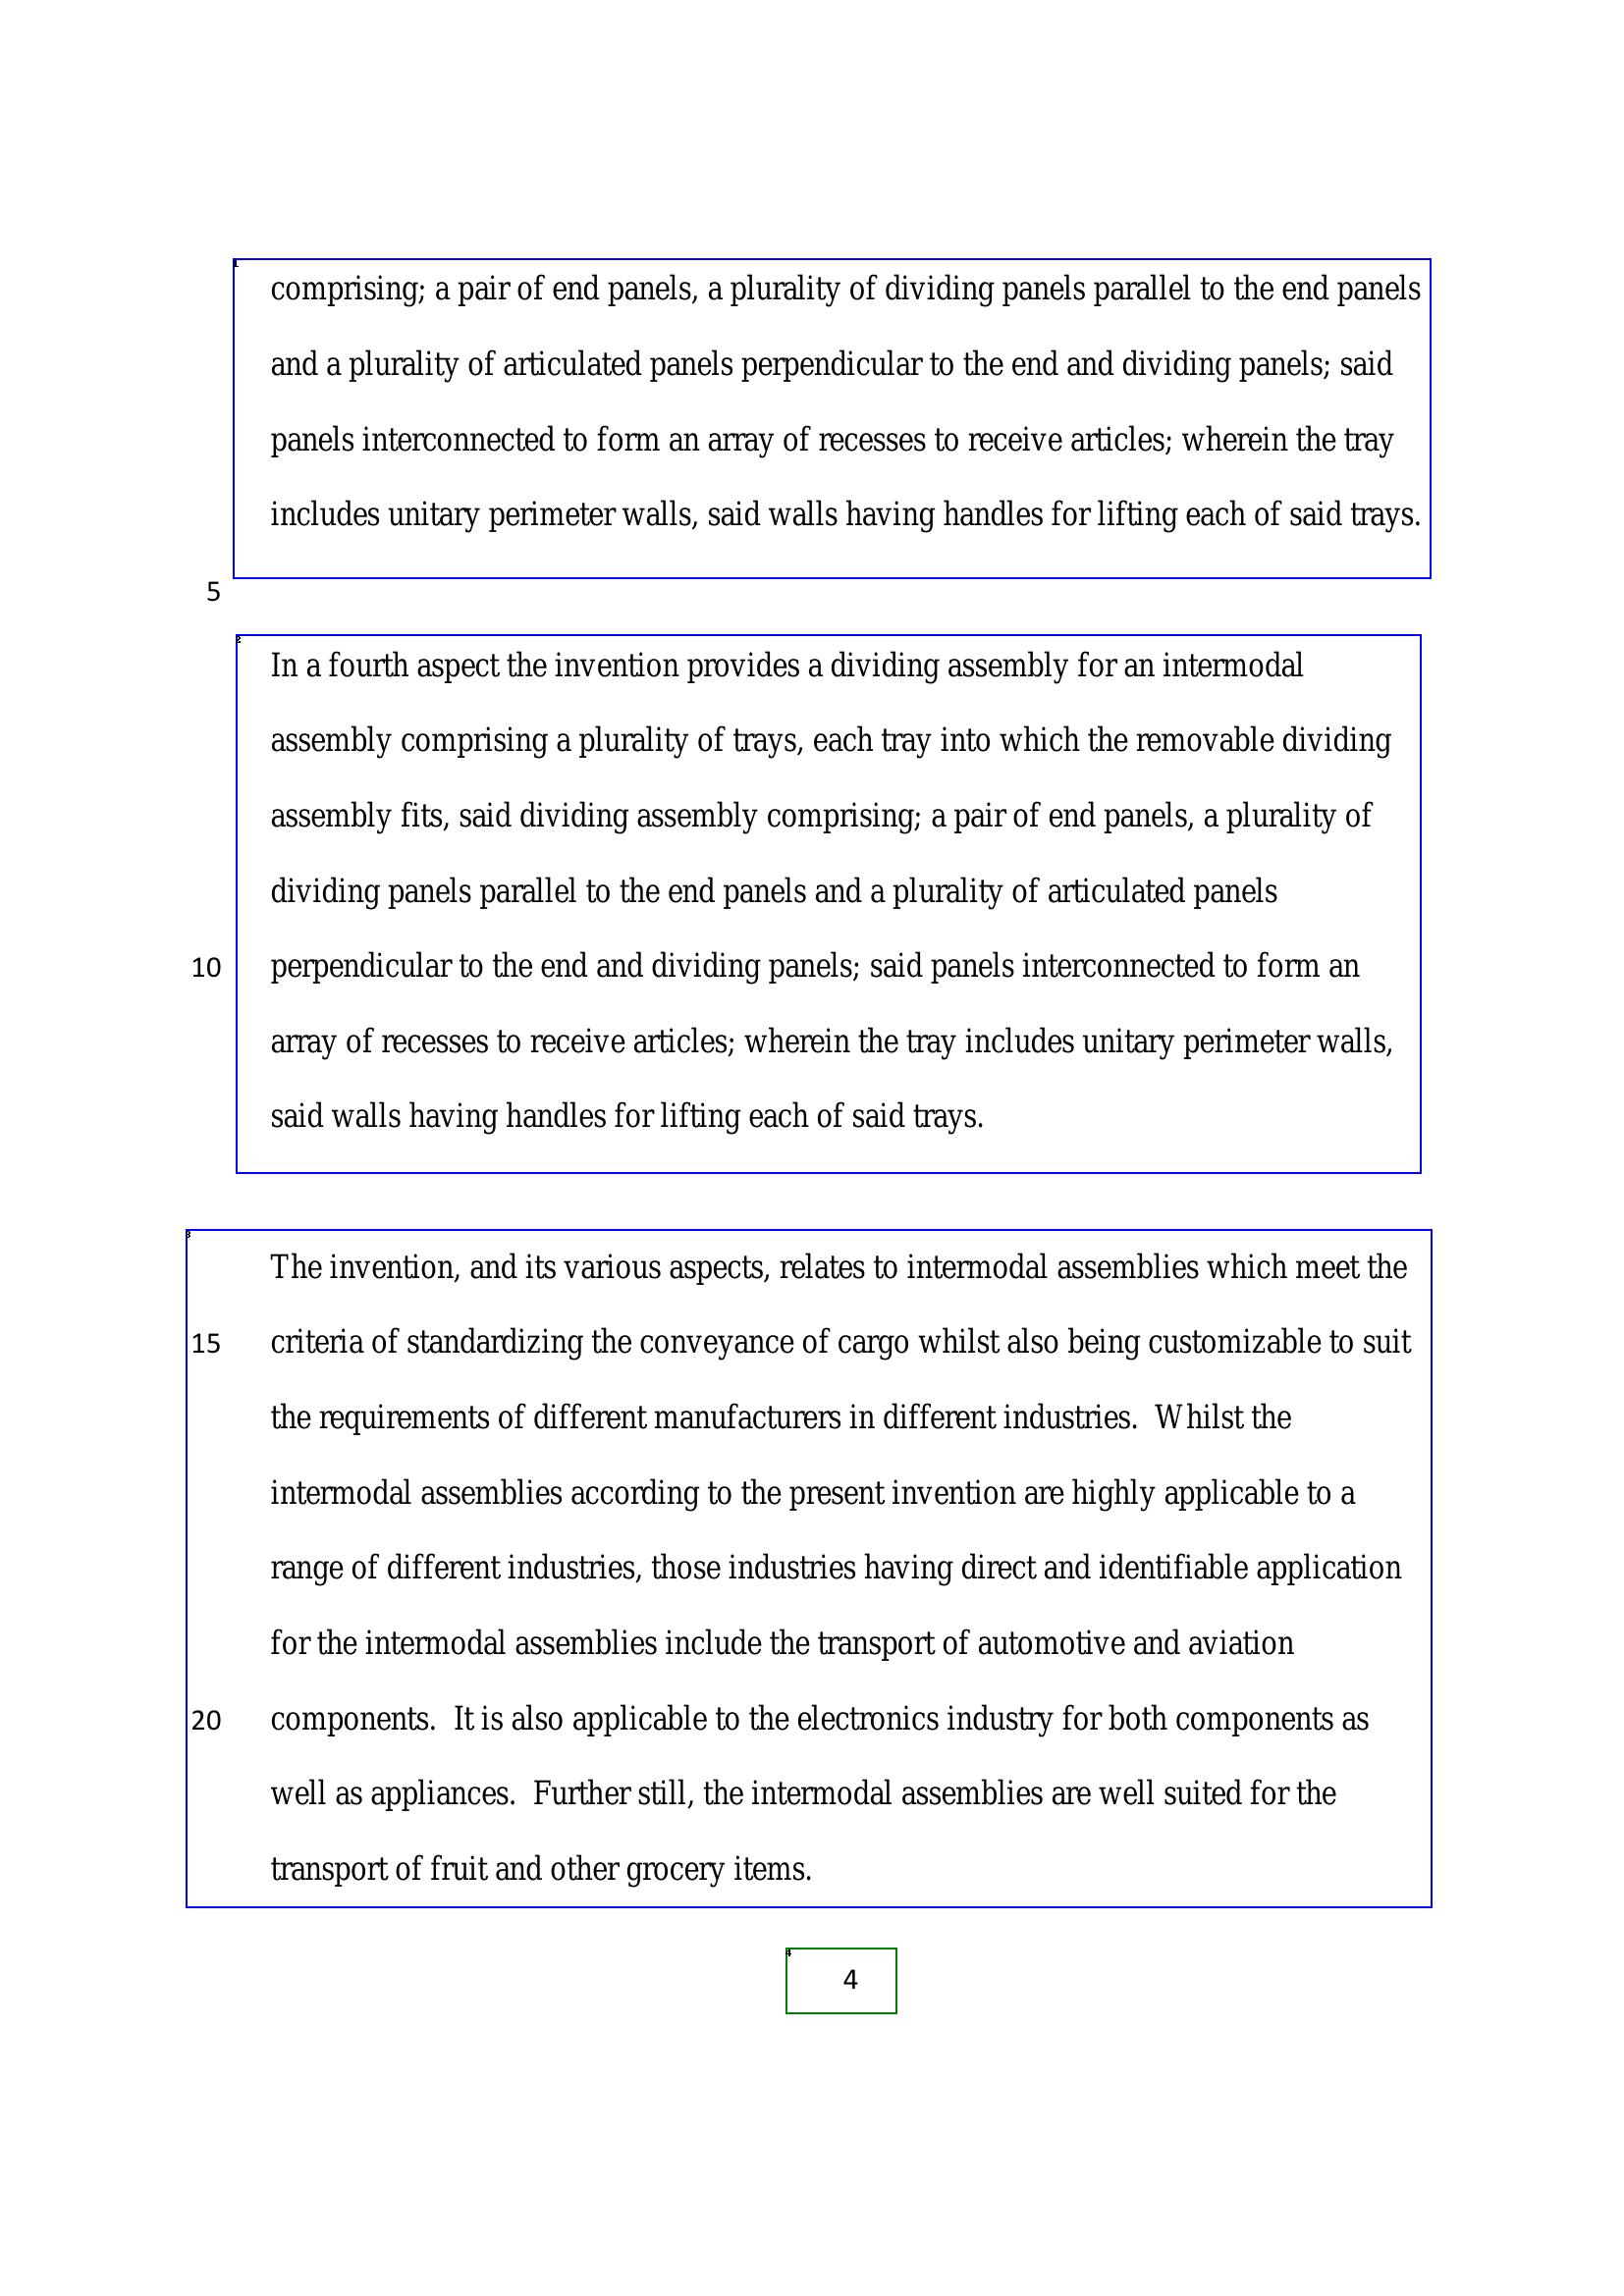 comprising; a pair of end panels, a plurality of dividing panels parallel to the end panels
and a plurality of articulated panels perpendicular to the end and dividing panels; said
panels interconnected to form an array of recesses to receive articles; wherein the tray
includes unitary perimeter walls, said walls having handles for lifting each of said trays.
5
In a fourth aspect the invention provides a dividing assembly for an intermodal
assembly comprising a plurality of trays, each tray into which the removable dividing
assembly fits, said dividing assembly comprising; a pair of end panels, a plurality of
dividing panels parallel to the end panels and a plurality of articulated panels
10 perpendicular to the end and dividing panels; said panels interconnected to form an
array of recesses to receive articles; wherein the tray includes unitary perimeter walls,
said walls having handles for lifting each of said trays.
The invention, and its various aspects, relates to intermodal assemblies which meet the
15 criteria of standardizing the conveyance of cargo whilst also being customizable to suit
the requirements of different manufacturers in different industries.  Whilst the
intermodal assemblies according to the present invention are highly applicable to a
range of different industries, those industries having direct and identifiable application
for the intermodal assemblies include the transport of automotive and aviation
20 components.  It is also applicable to the electronics industry for both components as
well as appliances.  Further still, the intermodal assemblies are well suited for the
transport of fruit and other grocery items.
4